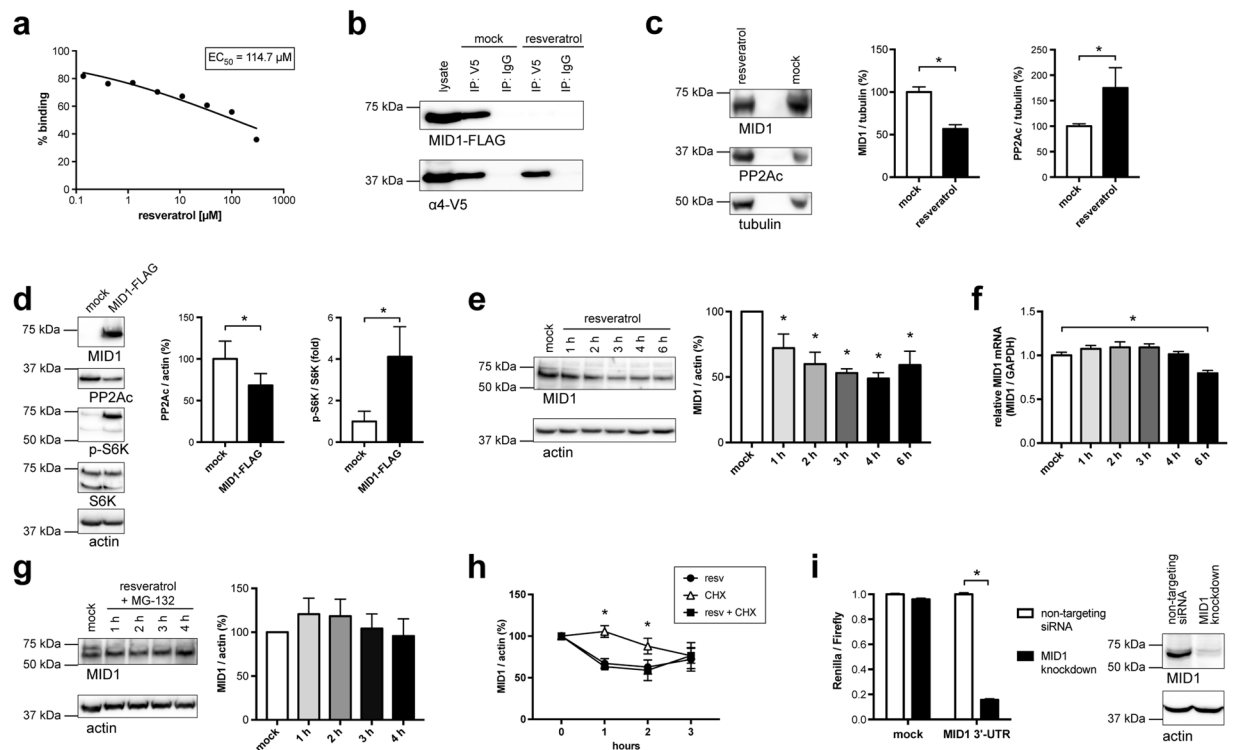 a
EC50 = 114.7 µM
100
80
60
40
20
0
% binding
0.1 1 10 100 1000
resveratrol [µM]
b
mock resveratrol
lysate IP: V5 IP: IgG IP: V5 IP: IgG
75 kDa
MID1-FLAG
37 kDa
α4-V5
c
resveratrol mock
75 kDa
MID1
37 kDa
PP2Ac
50 kDa
tubulin
MID1 / tubulin (%)
150
100
50
0
*
mock resveratrol
PP2Ac / tubulin (%)
250
200
150
100
50
0
*
mock resveratrol
d
mock MID1-FLAG
75 kDa
MID1
37 kDa
PP2Ac
75 kDa
50 kDa
p-S6K
75 kDa
50 kDa
S6K
37 kDa
actin
PP2Ac / actin (%)
150
100
50
0
*
mock MID1-FLAG
p-S6K / S6K (fold)
6
4
2
0
*
mock MID1-FLAG
e
resveratrol
mock 1 h 2 h 3 h 4 h 6 h
75 kDa
50 kDa
MID1
37 kDa
actin
MID1 / actin (%)
100
50
0
* * * * *
mock 1 h 2 h 3 h 4 h 6 h
f
relative MID1 mRNA
(MID1 / GAPDH)
1.5
1.0
0.5
0.0
*
mock 1 h 2 h 3 h 4 h 6 h
g
resveratrol
+ MG-132
mock 1 h 2 h 3 h 4 h
75 kDa
50 kDa
MID1
37 kDa
actin
MID1 / actin (%)
150
100
50
0
mock 1 h 2 h 3 h 4 h
h
resv
CHX
resv + CHX
MID1 / actin (%)
150
100
50
0
* *
0 1 2 3
hours
i
Renilla / Firefly
1.0
0.8
0.6
0.4
0.2
0.0
*
mock MID1 3'-UTR
non-targeting
siRNA
MID1
knockdown
non-targeting
siRNA
MID1
knockdown
75 kDa
50 kDa
MID1
37 kDa
actin